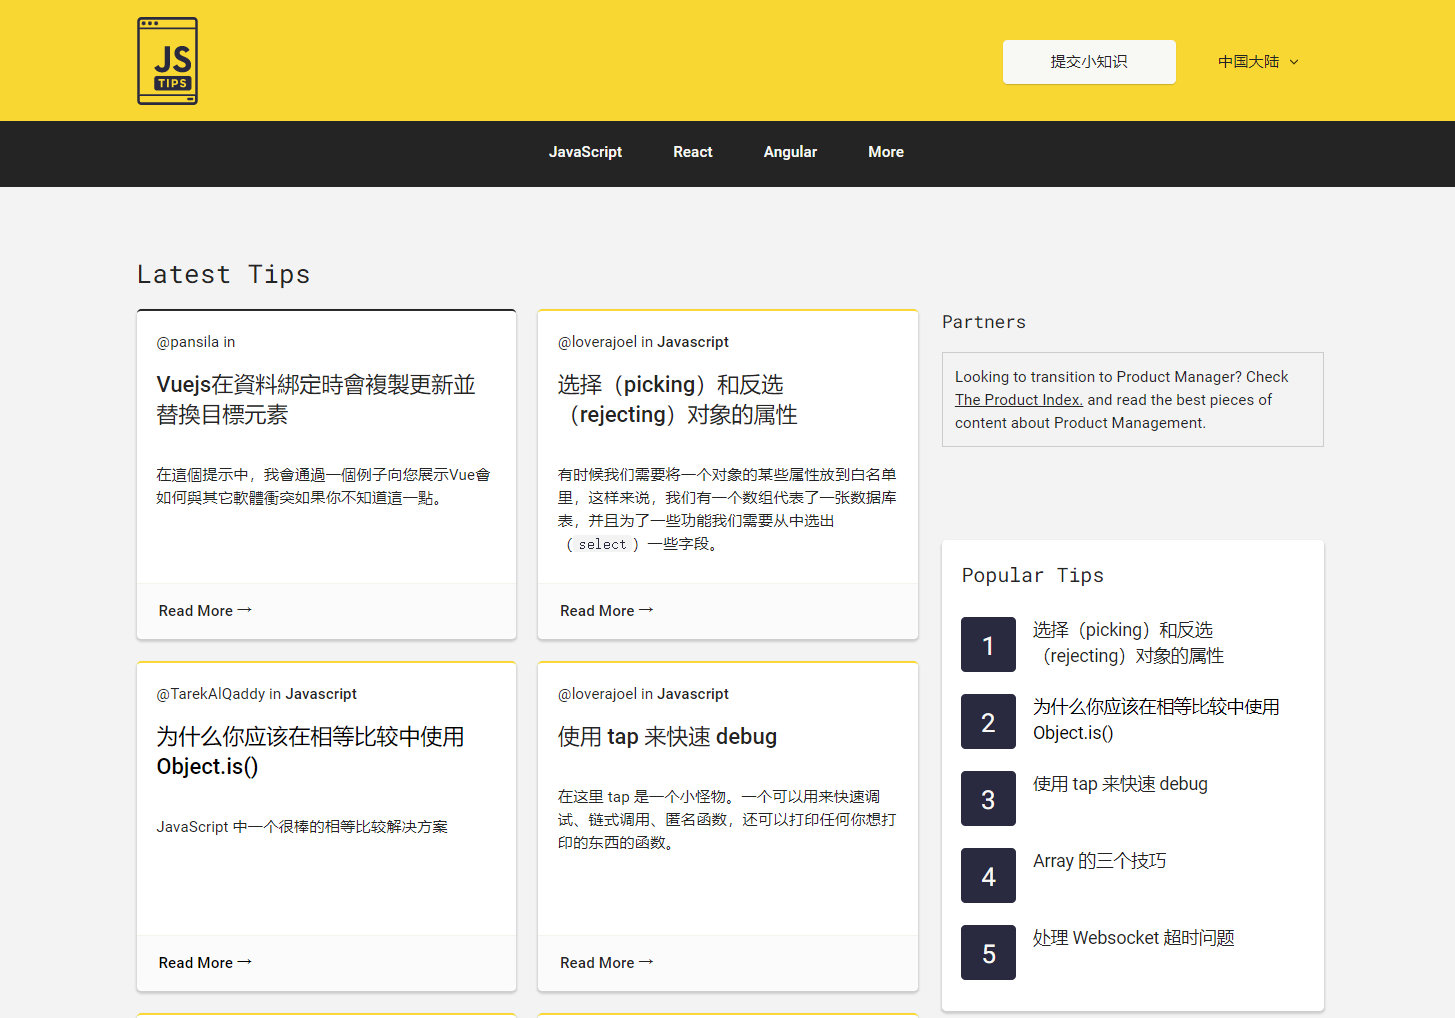 JS
TIPS
提交小知识
中国大陆
JavaScript
React
Angular
More
Latest Tips
@pansila in
Vuejs在資料綁定時會複製更新並
替換目標元素
在這個提示中，我會通過一個例子向您展示Vue會
如何與其它軟體衝突如果你不知道這一點。
Read More →
@loverajoel in Javascript
选择（picking）和反选
（rejecting）对象的属性
有时候我们需要将一个对象的某些属性放到白名单
里，这样来说，我们有一个数组代表了一张数据库
表，并且为了一些功能我们需要从中选出
（select）一些字段。
Read More →
@TarekAlQaddy in Javascript
为什么你应该在相等比较中使用
Object.is()
JavaScript 中一个很棒的相等比较解决方案
Read More →
@loverajoel in Javascript
使用 tap 来快速 debug
在这里 tap 是一个小怪物。一个可以用来快速调
试、链式调用、匿名函数，还可以打印任何你想打
印的东西的函数。
Read More →
Partners
Looking to transition to Product Manager? Check
The Product Index. and read the best pieces of
content about Product Management.
Popular Tips
1
选择（picking）和反选
（rejecting）对象的属性
2
为什么你应该在相等比较中使用
Object.is()
3
使用 tap 来快速 debug
4
Array 的三个技巧
5
处理 Websocket 超时问题